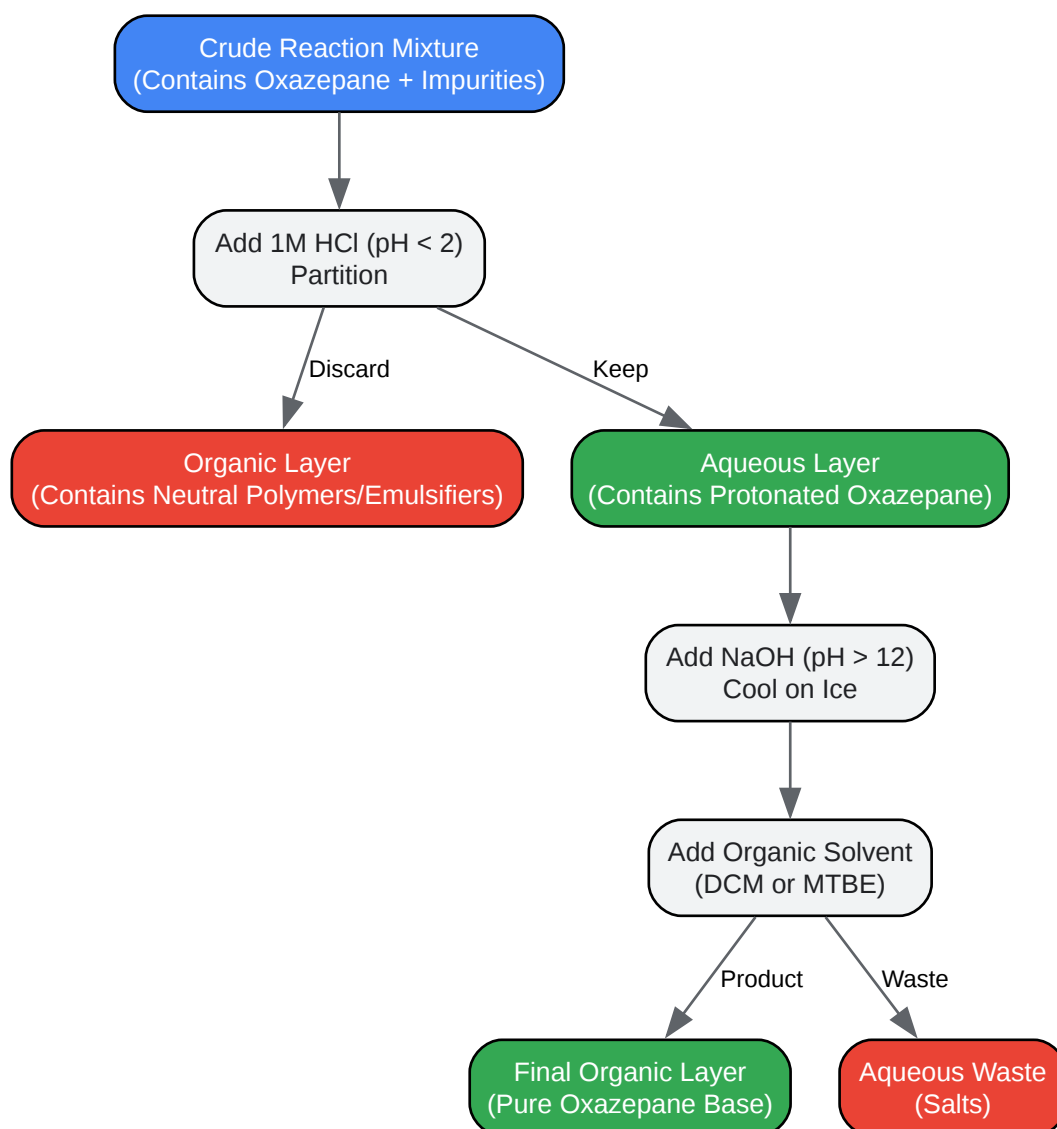 Crude Reaction Mixture
(Contains Oxazepane + Impurities)
Add 1M HCl (pH < 2)
Partition
Discard
Keep
Organic Layer
(Contains Neutral Polymers/Emulsifiers)
Aqueous Layer
(Contains Protonated Oxazepane)
Add NaOH (pH > 12)
Cool on Ice
Add Organic Solvent
(DCM or MTBE)
Product
Waste
Final Organic Layer
(Pure Oxazepane Base)
Aqueous Waste
(Salts)